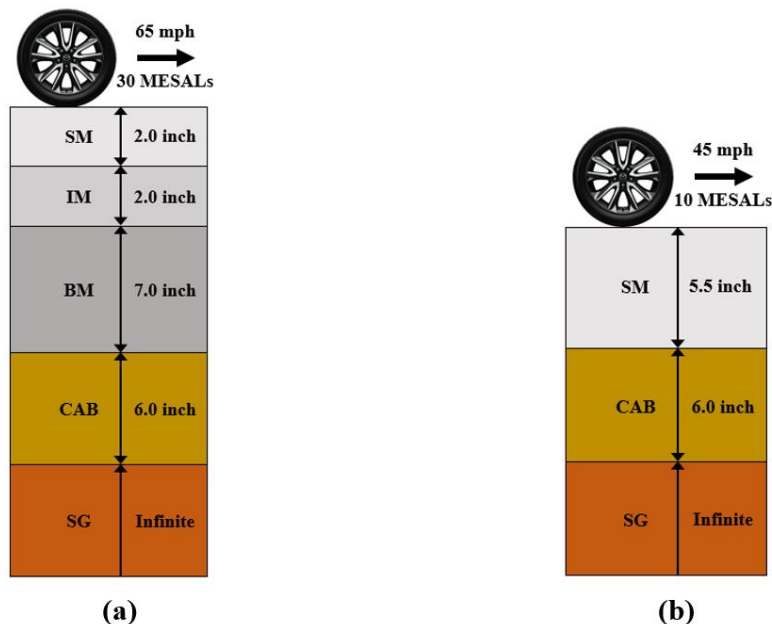 65 mph
30 MESALs
SM 2.0 inch
IM 2.0 inch
BM 7.0 inch
CAB 6.0 inch
SG Infinite
(a)
45 mph
10 MESALs
SM 5.5 inch
CAB 6.0 inch
SG Infinite
(b)